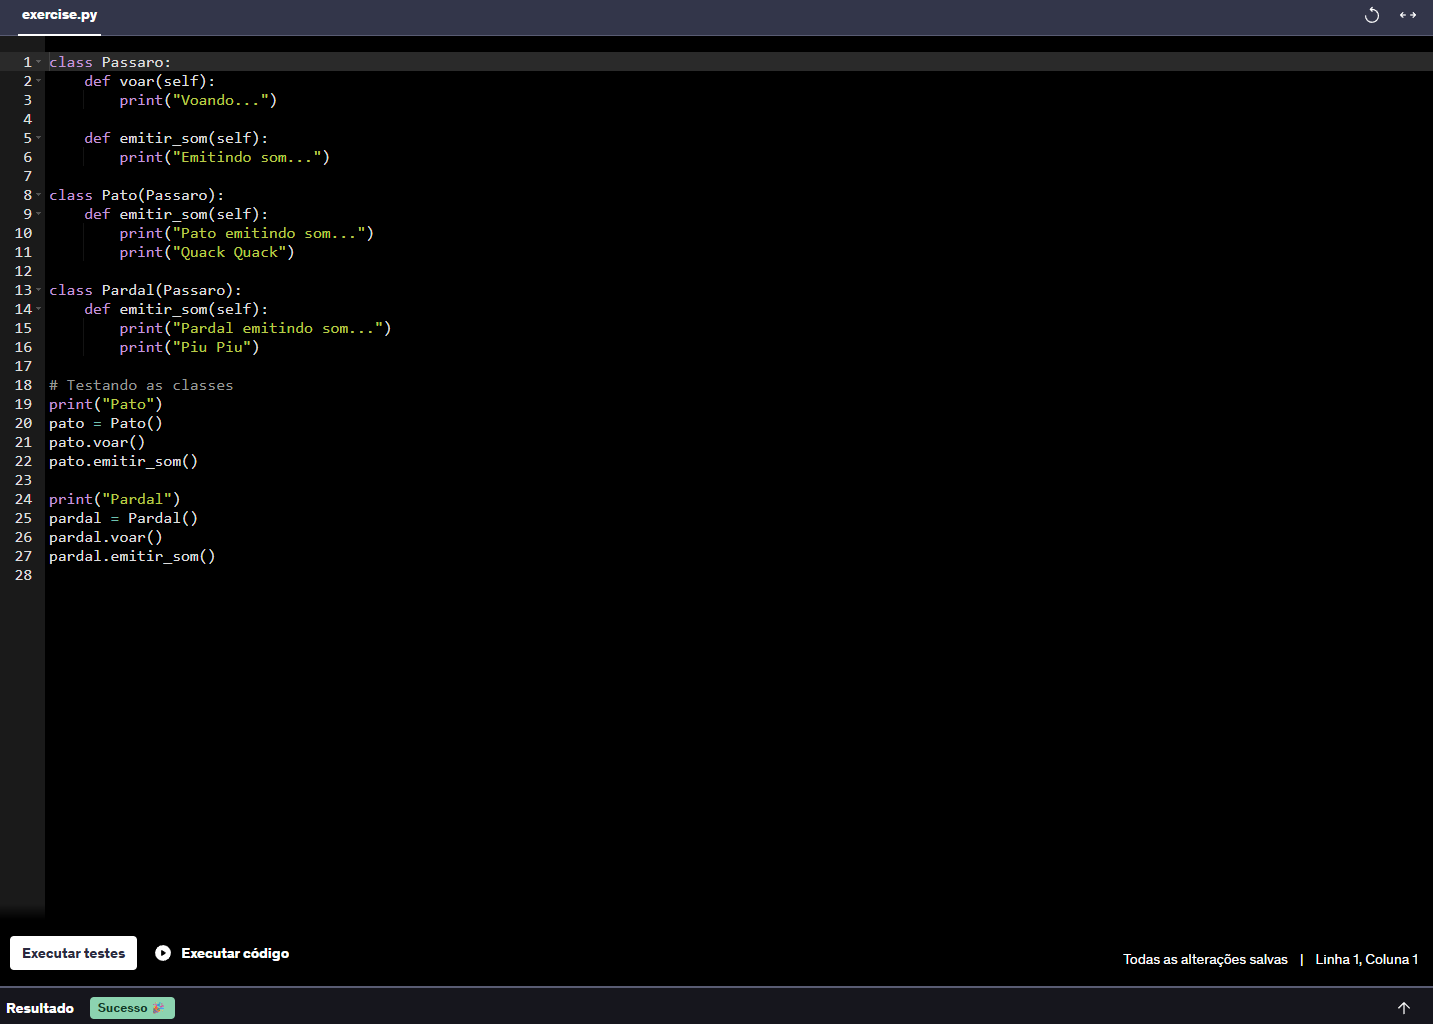 exercise.py
1 class Passaro:
2     def voar(self):
3         print("Voando...")
4
5     def emitir_som(self):
6         print("Emitindo som...")
7
8 class Pato(Passaro):
9     def emitir_som(self):
10         print("Pato emitindo som...")
11         print("Quack Quack")
12
13 class Pardal(Passaro):
14     def emitir_som(self):
15         print("Pardal emitindo som...")
16         print("Piu Piu")
17
18 # Testando as classes
19 print("Pato")
20 pato = Pato()
21 pato.voar()
22 pato.emitir_som()
23
24 print("Pardal")
25 pardal = Pardal()
26 pardal.voar()
27 pardal.emitir_som()
28
Executar testes Executar código Todas as alterações salvas | Linha 1, Coluna 1
Resultado Sucesso 🎉